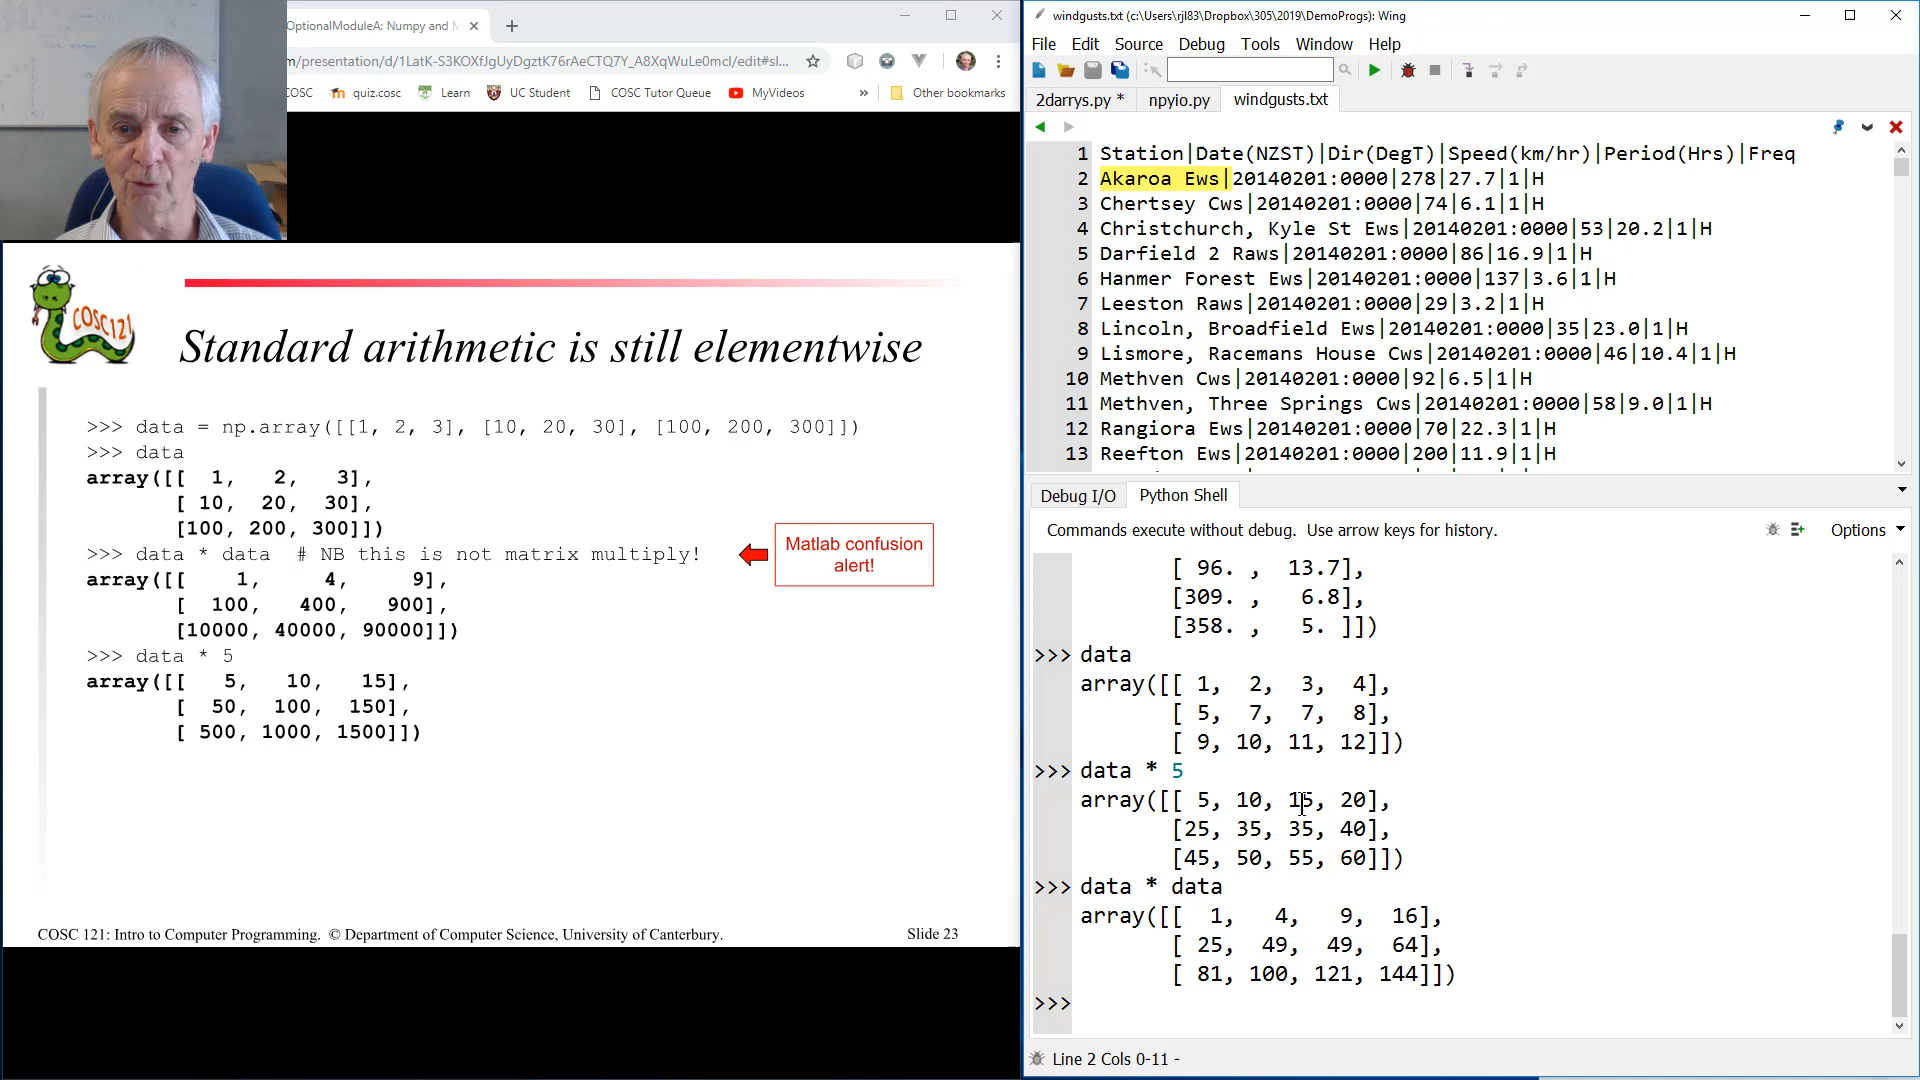 OptionalModuleA: Numpy and M
m/presentation/d/1LatK-S3KOXfJgUyDgztK76rAeCTQ7Y_A8XqWuLe0mcI/edit#sl...
COSC quiz.cosc Learn UC Student COSC Tutor Queue MyVideos » Other bookmarks
COSC121
Standard arithmetic is still elementwise
>>> data = np.array([[1, 2, 3], [10, 20, 30], [100, 200, 300]])
>>> data
array([[ 1, 2, 3],
[ 10, 20, 30],
[100, 200, 300]])
>>> data * data # NB this is not matrix multiply!
Matlab confusion
alert!
array([[ 1, 4, 9],
[ 100, 400, 900],
[10000, 40000, 90000]])
>>> data * 5
array([[ 5, 10, 15],
[ 50, 100, 150],
[ 500, 1000, 1500]])
COSC 121: Intro to Computer Programming. © Department of Computer Science, University of Canterbury. Slide 23
windgusts.txt (c:\Users\rjl83\Dropbox\305\2019\DemoProgs): Wing
File Edit Source Debug Tools Window Help
2darrys.py * npyio.py windgusts.txt
1 Station|Date(NZST)|Dir(DegT)|Speed(km/hr)|Period(Hrs)|Freq
2 Akaroa Ews|20140201:0000|278|27.7|1|H
3 Chertsey Cws|20140201:0000|74|6.1|1|H
4 Christchurch, Kyle St Ews|20140201:0000|53|20.2|1|H
5 Darfield 2 Raws|20140201:0000|86|16.9|1|H
6 Hanmer Forest Ews|20140201:0000|137|3.6|1|H
7 Leeston Raws|20140201:0000|29|3.2|1|H
8 Lincoln, Broadfield Ews|20140201:0000|35|23.0|1|H
9 Lismore, Racemans House Cws|20140201:0000|46|10.4|1|H
10 Methven Cws|20140201:0000|92|6.5|1|H
11 Methven, Three Springs Cws|20140201:0000|58|9.0|1|H
12 Rangiora Ews|20140201:0000|70|22.3|1|H
13 Reefton Ews|20140201:0000|200|11.9|1|H
Debug I/O Python Shell
Commands execute without debug. Use arrow keys for history. Options
[ 96. , 13.7],
[309. , 6.8],
[358. , 5. ]])
>>> data
array([[ 1, 2, 3, 4],
[ 5, 7, 7, 8],
[ 9, 10, 11, 12]])
>>> data * 5
array([[ 5, 10, 15, 20],
[25, 35, 35, 40],
[45, 50, 55, 60]])
>>> data * data
array([[ 1, 4, 9, 16],
[ 25, 49, 49, 64],
[ 81, 100, 121, 144]])
>>>
Line 2 Cols 0-11 -